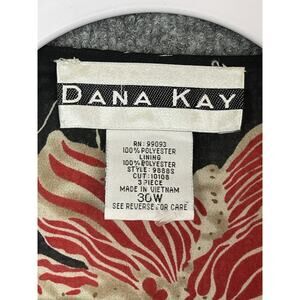 DANA KAY
RN: 99093
100% POLYESTER
LINING
100% POLYESTER
STYLE: 9888S
CUT: 10108
3 PIECE
MADE IN VIETNAM
30W
SEE REVERSE FOR CARE